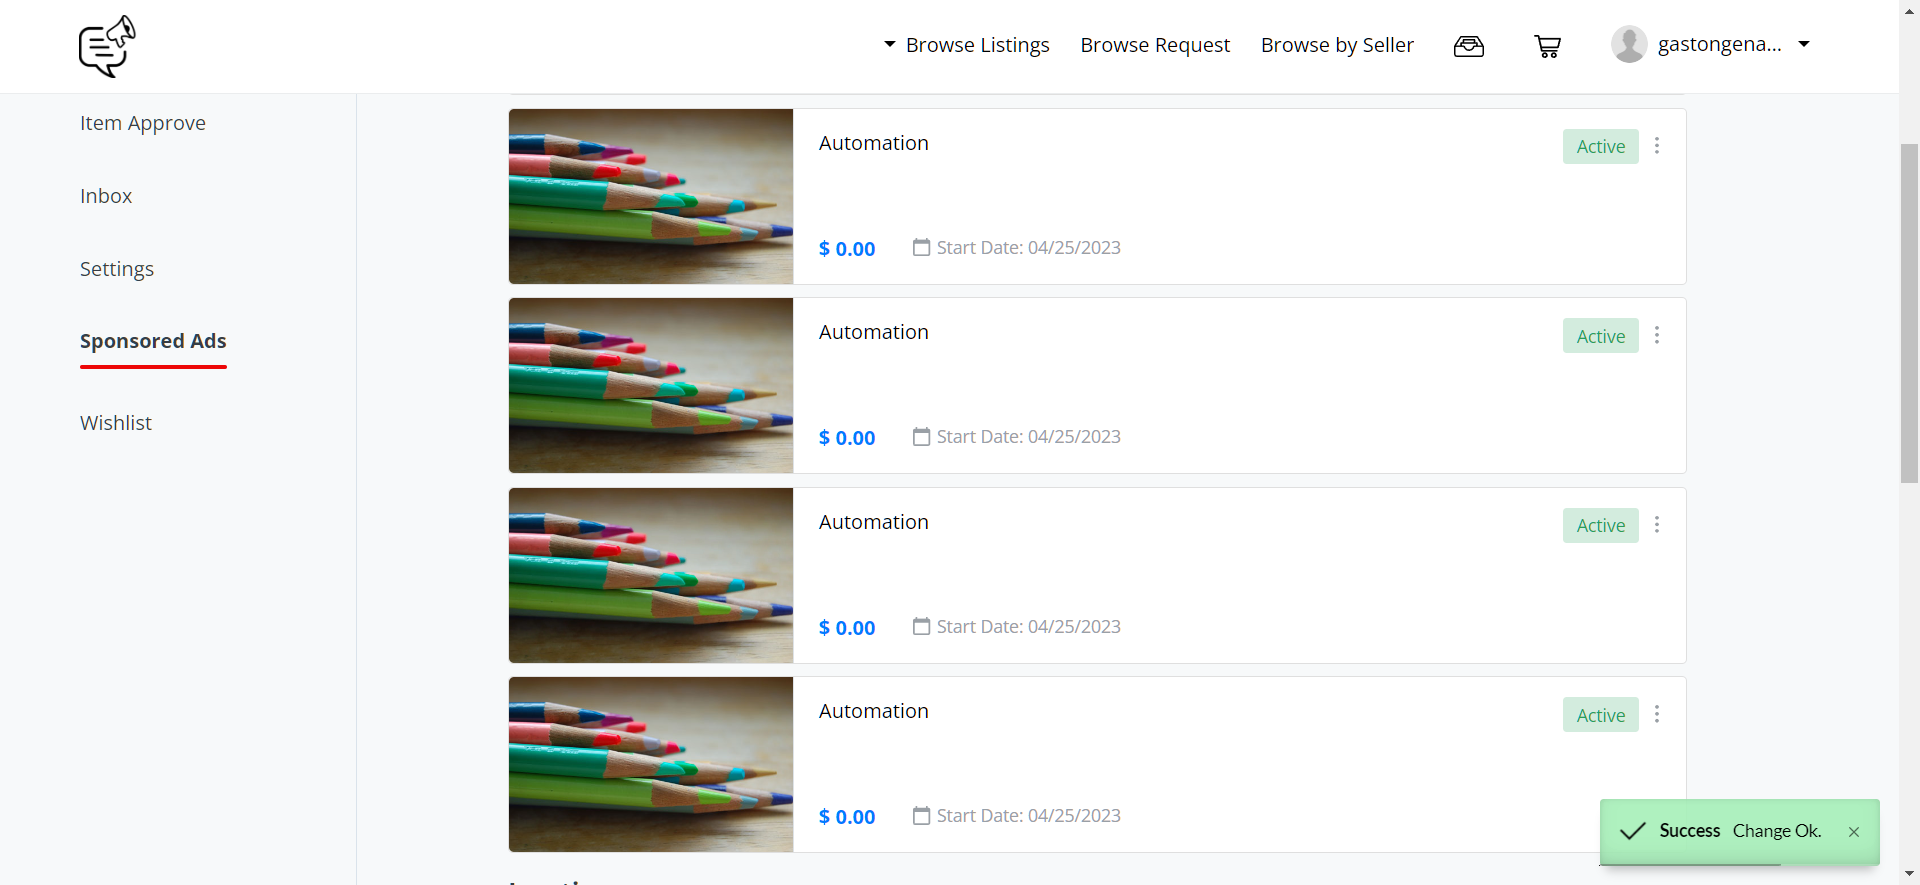 Browse Listings Browse Request Browse by Seller gastongena...
Item Approve
Inbox
Settings
Sponsored Ads
Wishlist
Automation Active
$ 0.00 Start Date: 04/25/2023
Automation Active
$ 0.00 Start Date: 04/25/2023
Automation Active
$ 0.00 Start Date: 04/25/2023
Automation Active
$ 0.00 Start Date: 04/25/2023
Success Change Ok.